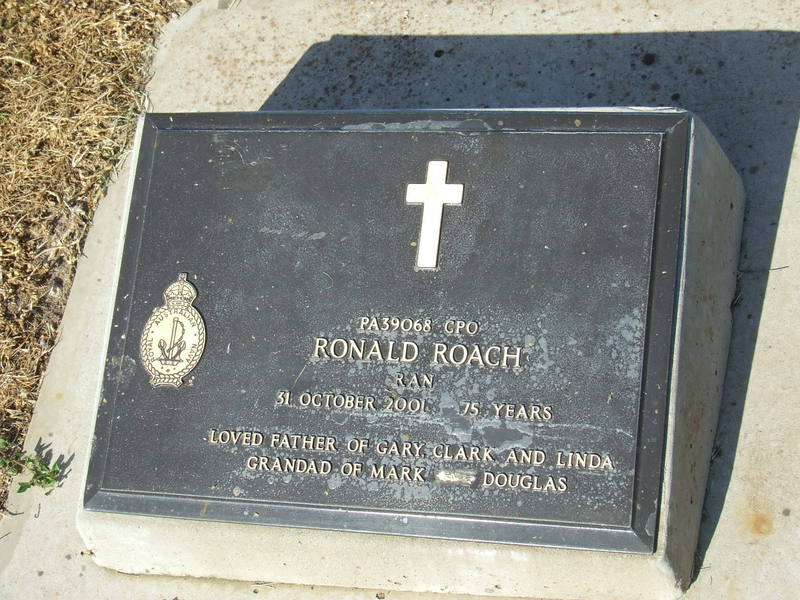 PA39068 CPO
RONALD ROACH
RAN
31 OCTOBER 2001 75 YEARS
LOVED FATHER OF GARY, CLARK AND LINDA
GRANDAD OF MARK DOUGLAS